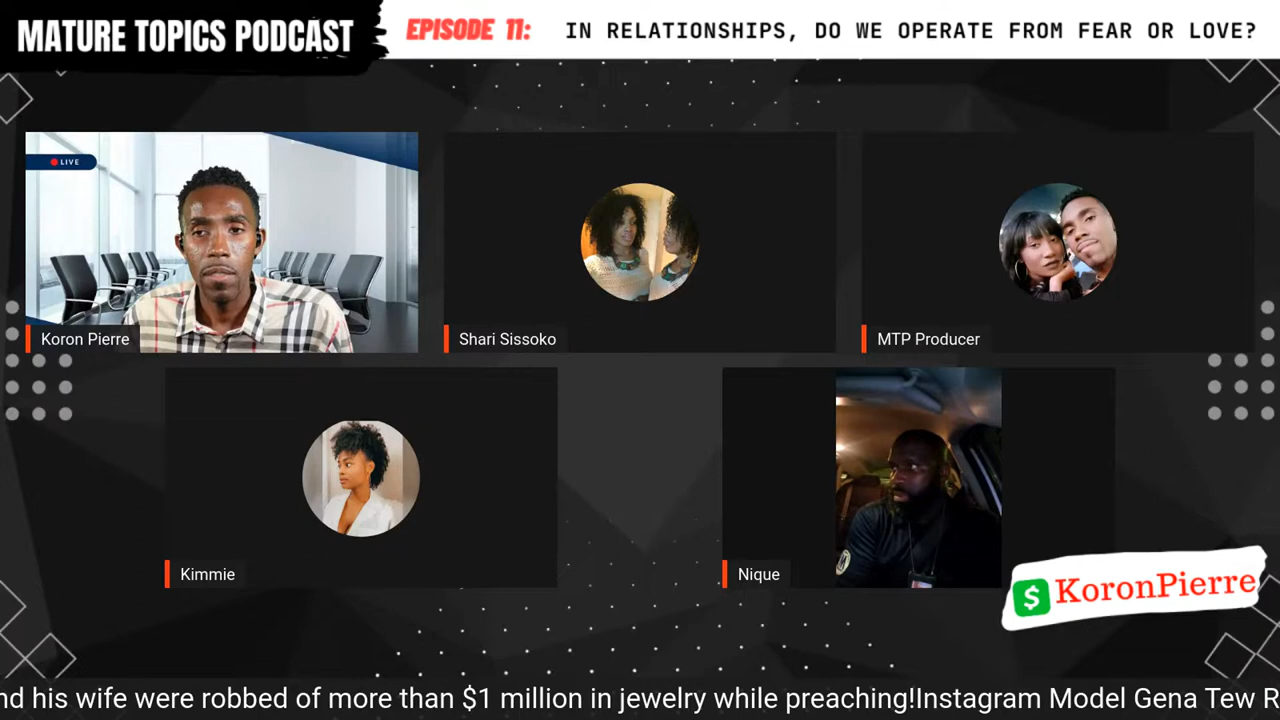 MATURE TOPICS PODCAST
EPISODE 11: IN RELATIONSHIPS, DO WE OPERATE FROM FEAR OR LOVE?
LIVE
Koron Pierre
Shari Sissoko
MTP Producer
Kimmie
Nique
$ KoronPierre
nd his wife were robbed of more than $1 million in jewelry while preaching!Instagram Model Gena Tew R